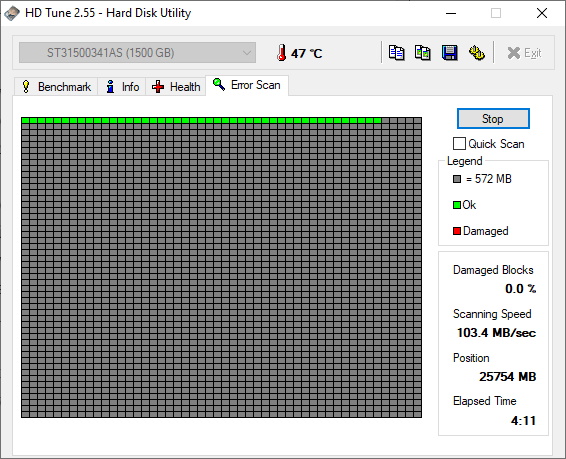 HD Tune 2.55 - Hard Disk Utility
ST31500341AS (1500 GB)
47 °C
Exit
Benchmark
Info
Health
Error Scan
Stop
Quick Scan
Legend
= 572 MB
Ok
Damaged
Damaged Blocks
0.0 %
Scanning Speed
103.4 MB/sec
Position
25754 MB
Elapsed Time
4:11